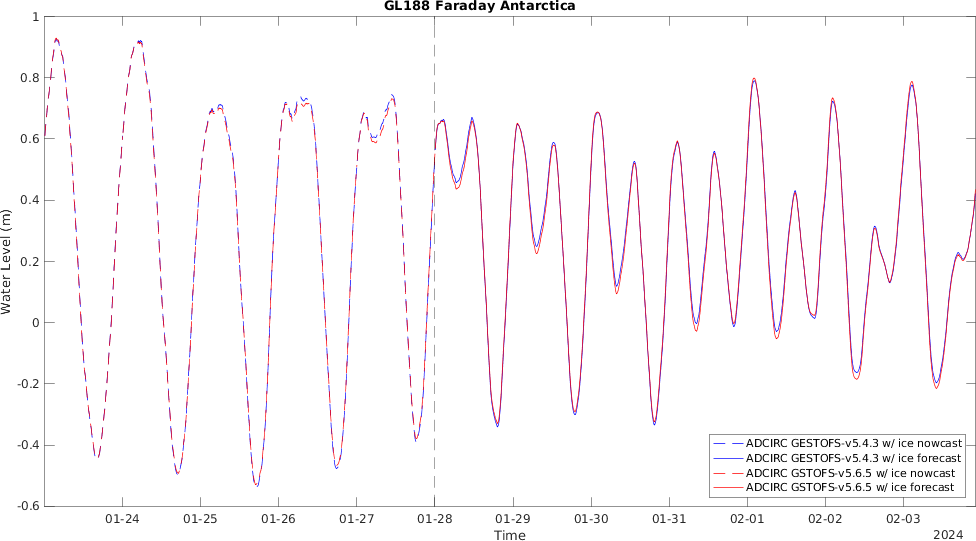 GL188 Faraday Antarctica
1
0.8
0.6
0.4
0.2
0
-0.2
-0.4
-0.6
Water Level (m)
ADCIRC GESTOFS-v5.4.3 w/ ice nowcast
ADCIRC GESTOFS-v5.4.3 w/ ice forecast
ADCIRC GSTOFS-v5.6.5 w/ ice nowcast
ADCIRC GSTOFS-v5.6.5 w/ ice forecast
01-24 01-25 01-26 01-27 01-28 01-29 01-30 01-31 02-01 02-02 02-03
Time
2024